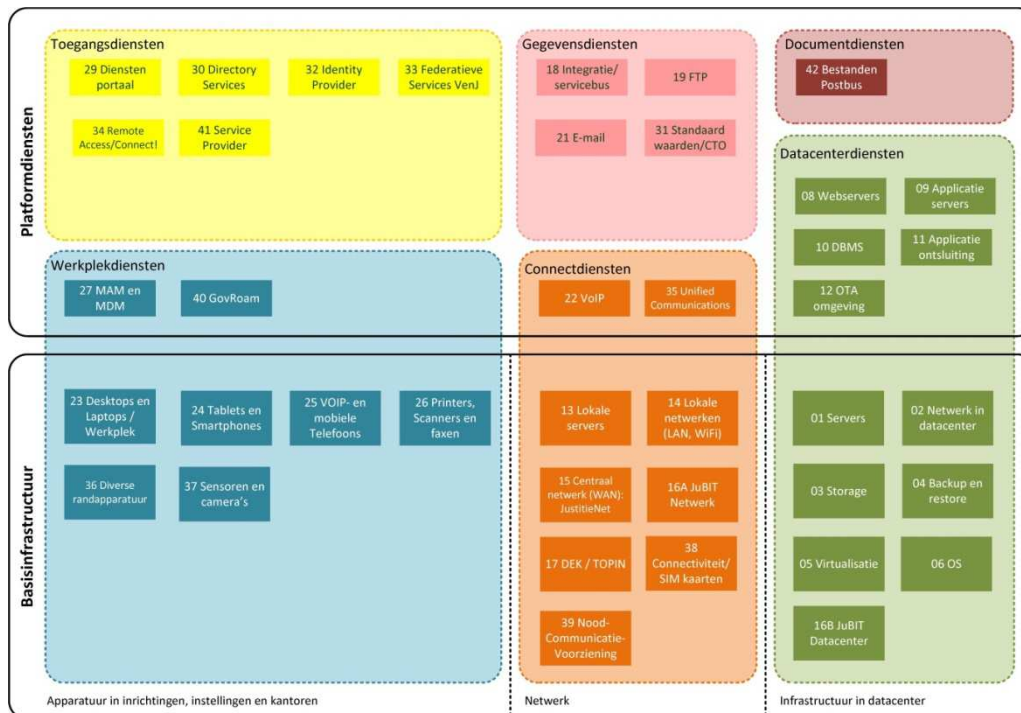 Platformdiensten
Toegangsdiensten
29 Diensten
portaal
30 Directory
Services
32 Identity
Provider
33 Federatieve
Services VenJ
34 Remote
Access/Connect!
41 Service
Provider
Gegevensdiensten
18 Integratie/
servicebus
19 FTP
21 E-mail
31 Standaard
waarden/CTO
Documentdiensten
42 Bestanden
Postbus
Datacenterdiensten
08 Webservers
09 Applicatie
servers
10 DBMS
11 Applicatie
ontsluiting
12 OTA
omgeving
Werkplekdiensten
27 MAM en
MDM
40 GovRoam
Connectdiensten
22 VoIP
35 Unified
Communications
Basisinfrastructuur
23 Desktops en
Laptops /
Werkplek
24 Tablets en
Smartphones
25 VOIP- en
mobiele
Telefoons
26 Printers,
Scanners en
faxen
36 Diverse
randapparatuur
37 Sensoren en
camera's
13 Lokale
servers
14 Lokale
netwerken
(LAN, WiFi)
15 Centraal
netwerk (WAN):
JustitieNet
16A JuBIT
Netwerk
17 DEK / TOPIN
38
Connectiviteit/
SIM kaarten
39 Nood-
Communicatie-
Voorziening
01 Servers
02 Netwerk in
datacenter
03 Storage
04 Backup en
restore
05 Virtualisatie
06 OS
16B JuBIT
Datacenter
Apparatuur in inrichtingen, instellingen en kantoren
Netwerk
Infrastructuur in datacenter